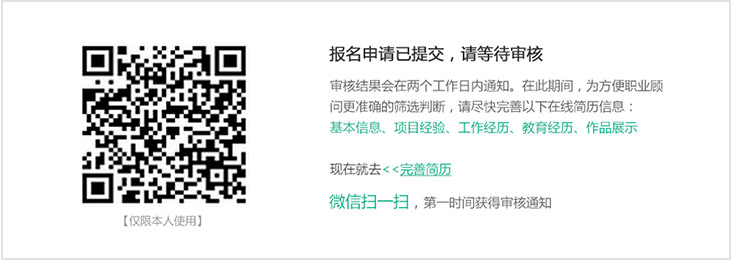 报名申请已提交，请等待审核
审核结果会在两个工作日内通知。在此期间，为方便职业顾
问更准确的筛选判断，请尽快完善以下在线简历信息：
基本信息、项目经验、工作经历、教育经历、作品展示
现在就去<<完善简历
微信扫一扫，第一时间获得审核通知
【仅限本人使用】